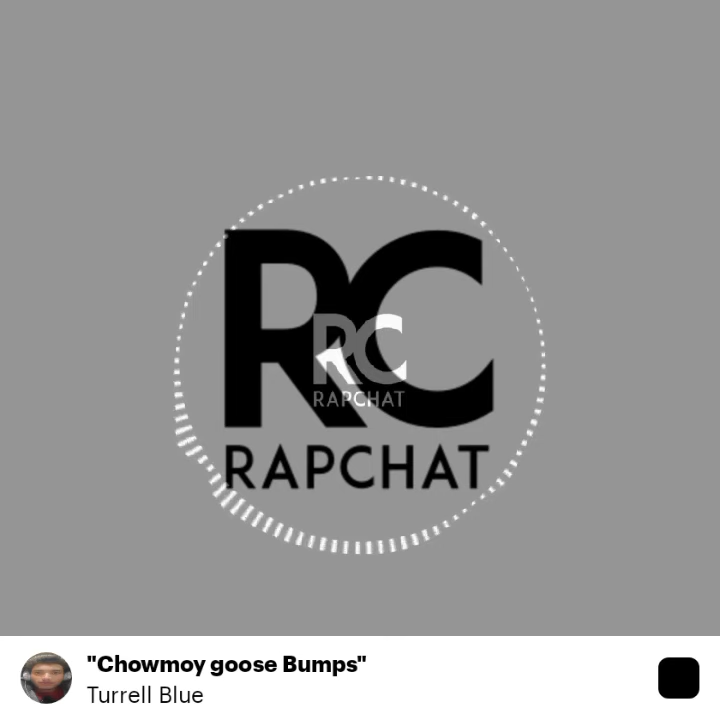 RC
RC
RAPCHAT
RAPCHAT
"Chowmoy goose Bumps"
Turrell Blue